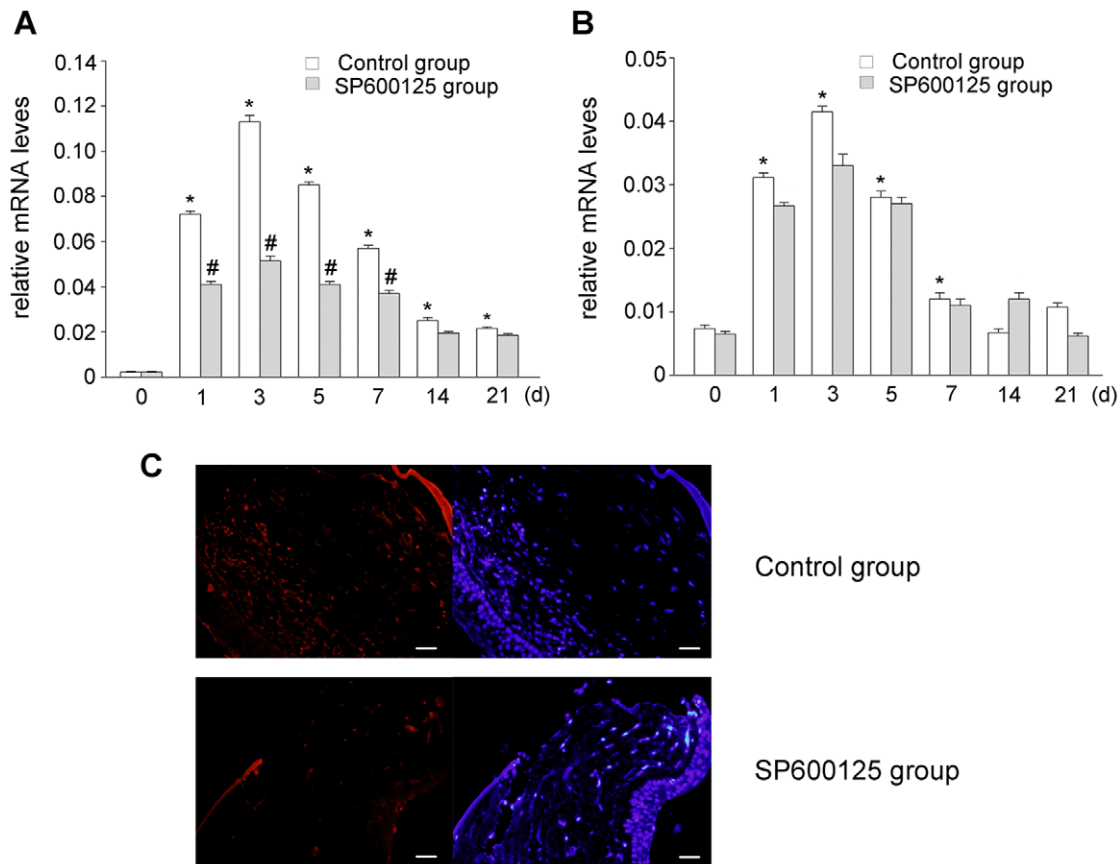 A
Control group
SP600125 group
relative mRNA leves
0.14
0.12
0.10
0.08
0.06
0.04
0.02
0
* * * * * *
# # # #
0 1 3 5 7 14 21 (d)
B
Control group
SP600125 group
relative mRNA leves
0.05
0.04
0.03
0.02
0.01
0
* * * *
0 1 3 5 7 14 21 (d)
C
Control group
SP600125 group